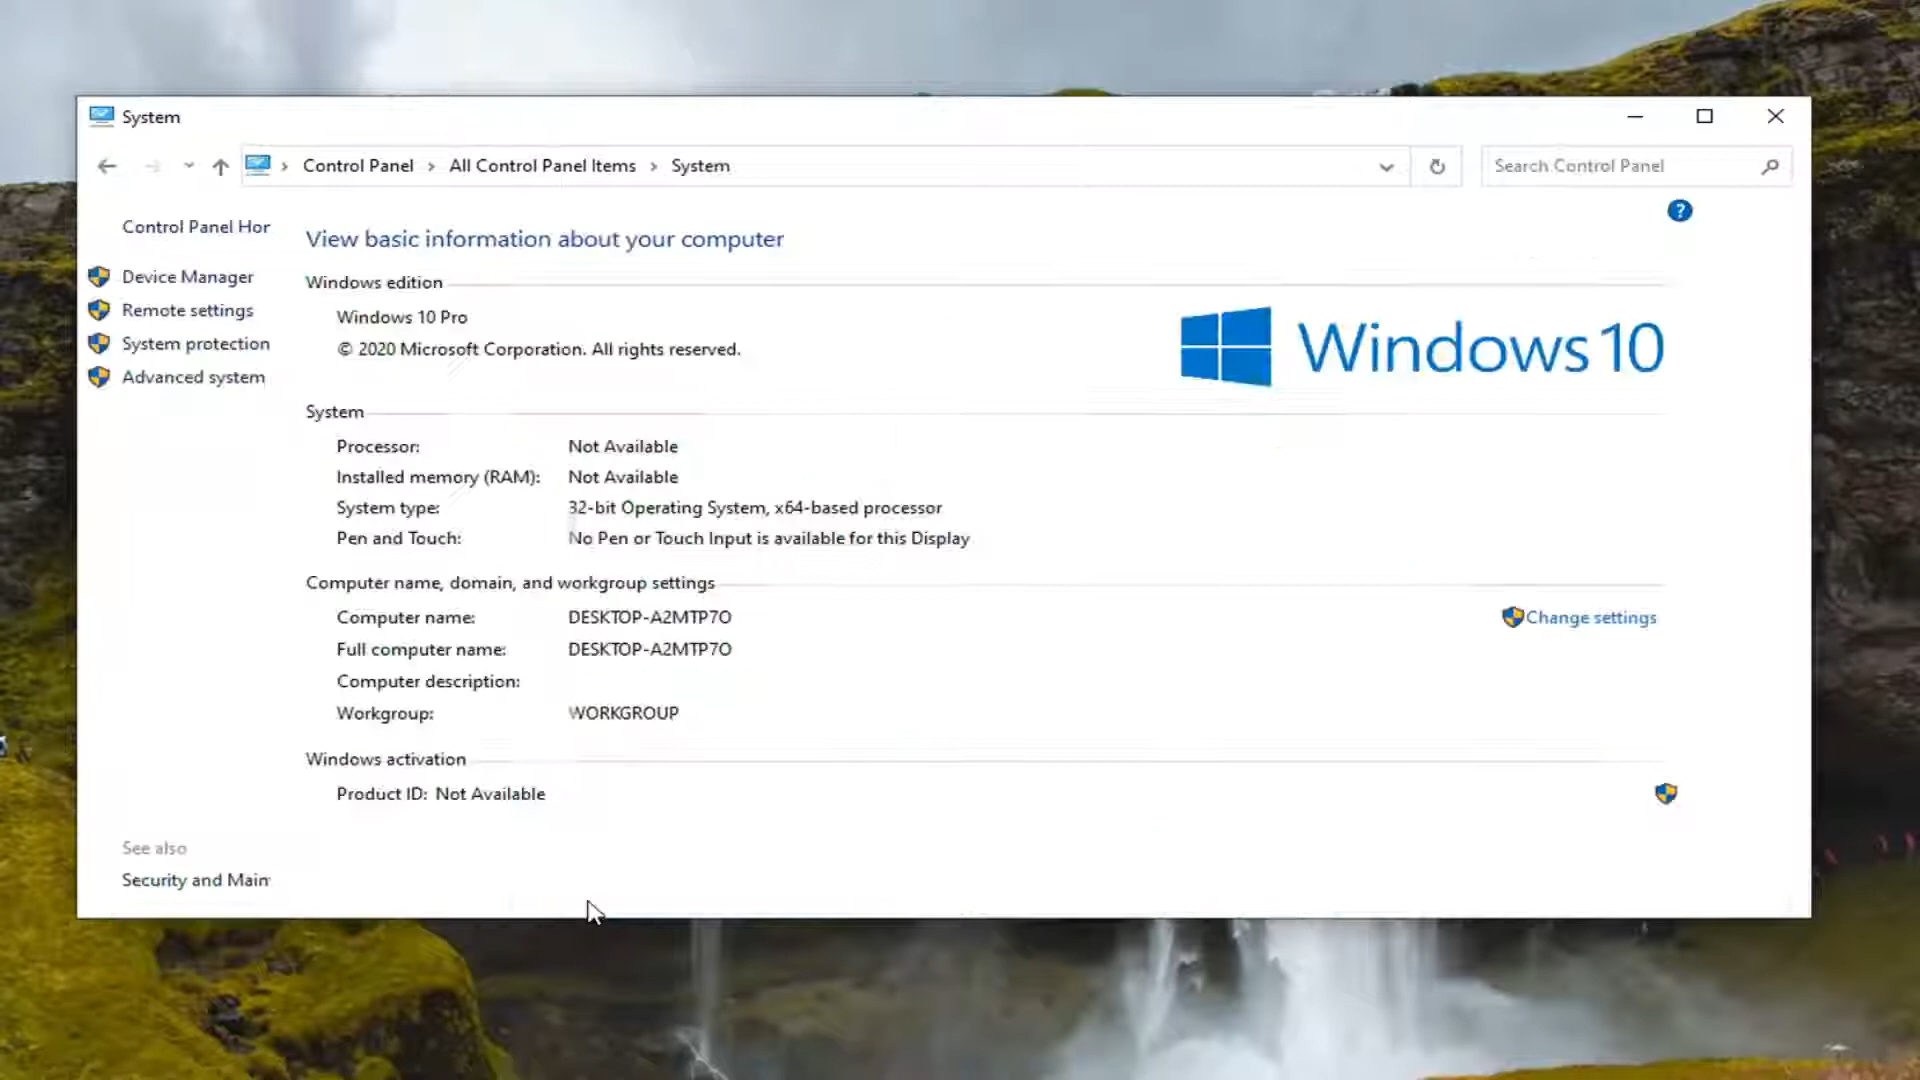 System
Control Panel > All Control Panel Items > System
Search Control Panel
?
Control Panel Hor
Device Manager
Remote settings
System protection
Advanced system
See also
Security and Main
View basic information about your computer
Windows edition
Windows 10 Pro
© 2020 Microsoft Corporation. All rights reserved.
Windows 10
System
Processor: Not Available
Installed memory (RAM): Not Available
System type: 32-bit Operating System, x64-based processor
Pen and Touch: No Pen or Touch Input is available for this Display
Computer name, domain, and workgroup settings
Computer name: DESKTOP-A2MTP7O
Change settings
Full computer name: DESKTOP-A2MTP7O
Computer description:
Workgroup: WORKGROUP
Windows activation
Product ID: Not Available